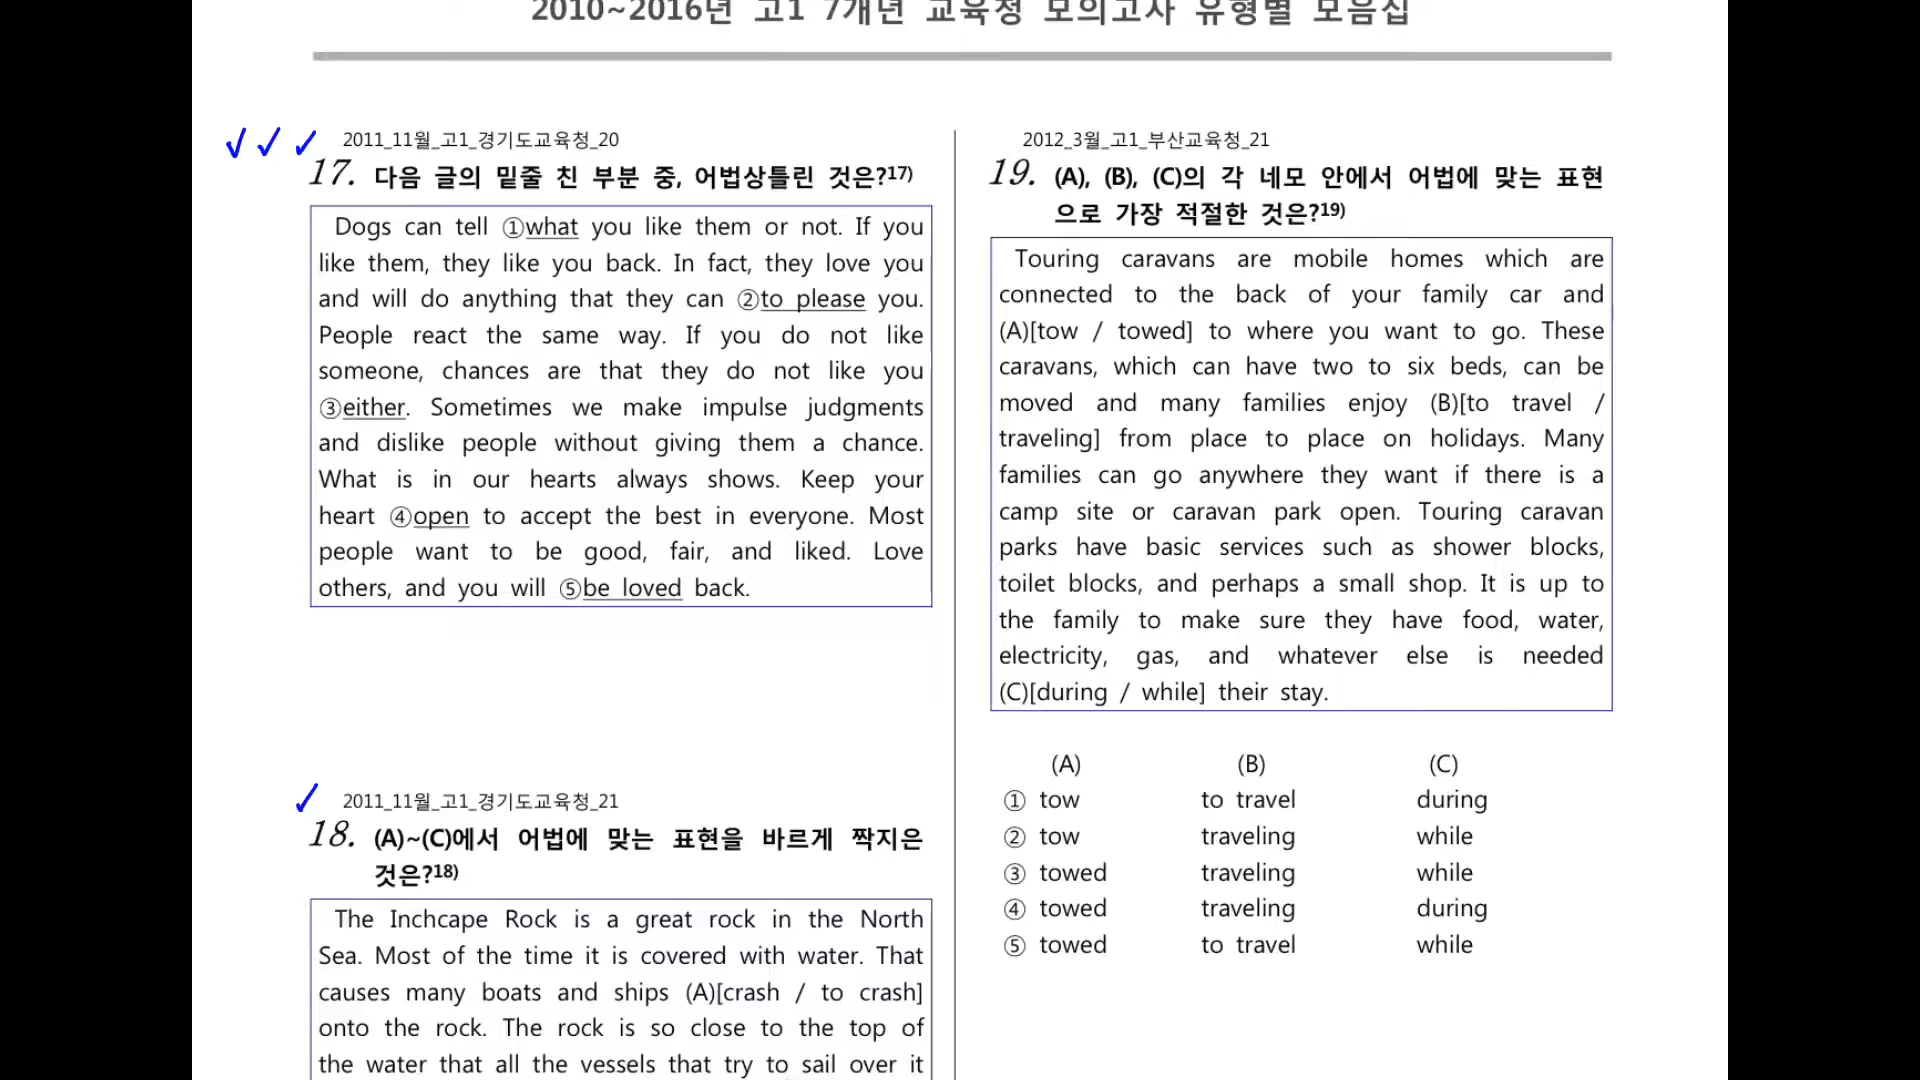 2010~2016년 고1 7개년 교육청 모의고사 유형별 모음집
2011_11월_고1_경기도교육청_20
17. 다음 글의 밑줄 친 부분 중, 어법상틀린 것은?17)
Dogs can tell ①what you like them or not. If you
like them, they like you back. In fact, they love you
and will do anything that they can ②to please you.
People react the same way. If you do not like
someone, chances are that they do not like you
③either. Sometimes we make impulse judgments
and dislike people without giving them a chance.
What is in our hearts always shows. Keep your
heart ④open to accept the best in everyone. Most
people want to be good, fair, and liked. Love
others, and you will ⑤be loved back.
2011_11월_고1_경기도교육청_21
18. (A)~(C)에서 어법에 맞는 표현을 바르게 짝지은
것은?18)
The Inchcape Rock is a great rock in the North
Sea. Most of the time it is covered with water. That
causes many boats and ships (A)[crash / to crash]
onto the rock. The rock is so close to the top of
the water that all the vessels that try to sail over it
2012_3월_고1_부산교육청_21
19. (A), (B), (C)의 각 네모 안에서 어법에 맞는 표현
으로 가장 적절한 것은?19)
Touring caravans are mobile homes which are
connected to the back of your family car and
(A)[tow / towed] to where you want to go. These
caravans, which can have two to six beds, can be
moved and many families enjoy (B)[to travel /
traveling] from place to place on holidays. Many
families can go anywhere they want if there is a
camp site or caravan park open. Touring caravan
parks have basic services such as shower blocks,
toilet blocks, and perhaps a small shop. It is up to
the family to make sure they have food, water,
electricity, gas, and whatever else is needed
(C)[during / while] their stay.
(A) (B) (C)
① tow to travel during
② tow traveling while
③ towed traveling while
④ towed traveling during
⑤ towed to travel while